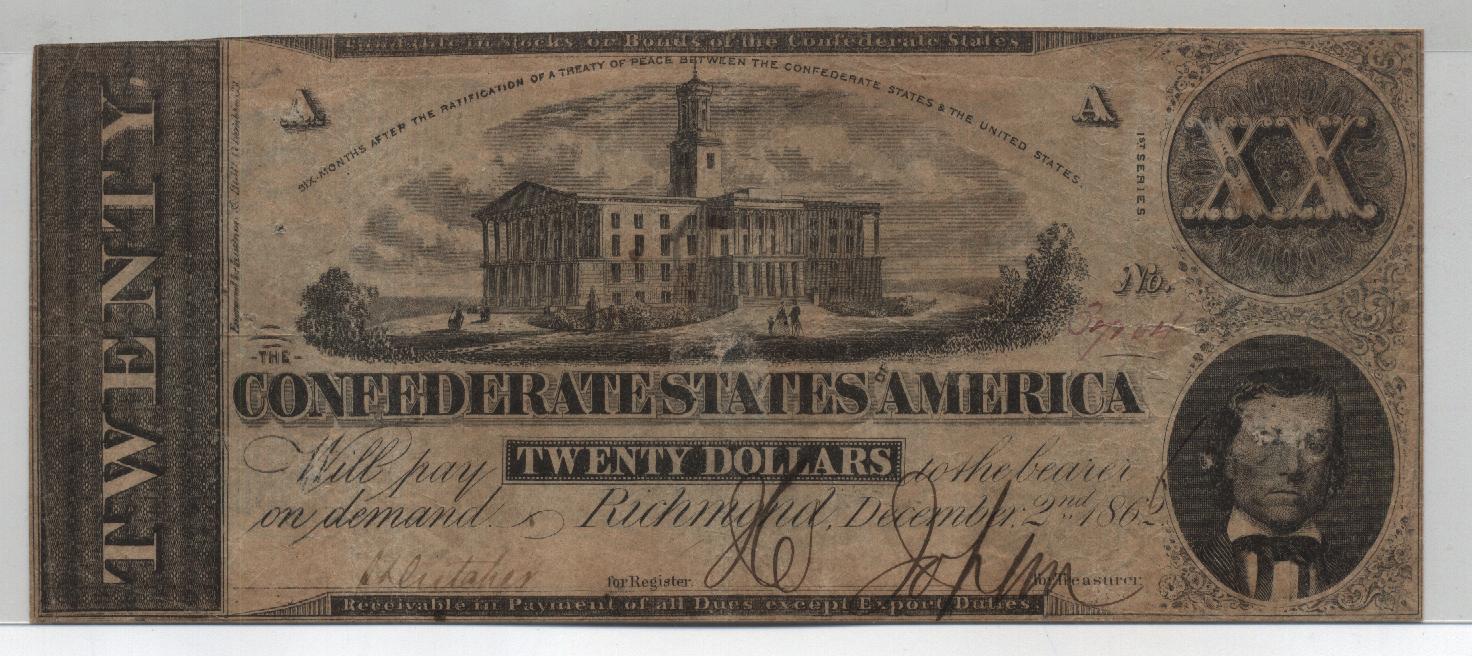 Fundable in Stocks or Bonds of the Confederate States
SIX-MONTHS AFTER THE RATIFICATION OF A TREATY OF PEACE BETWEEN THE CONFEDERATE STATES & THE UNITED STATES.
A
A
1ST SERIES.
XX
TWENTY
No.
-THE-
CONFEDERATE STATES OF AMERICA
Will pay TWENTY DOLLARS to the bearer
on demand. Richmond, December, 2nd 1862
for Register.
for Treasurer
Receivable in Payment of all Dues except Export Duties.